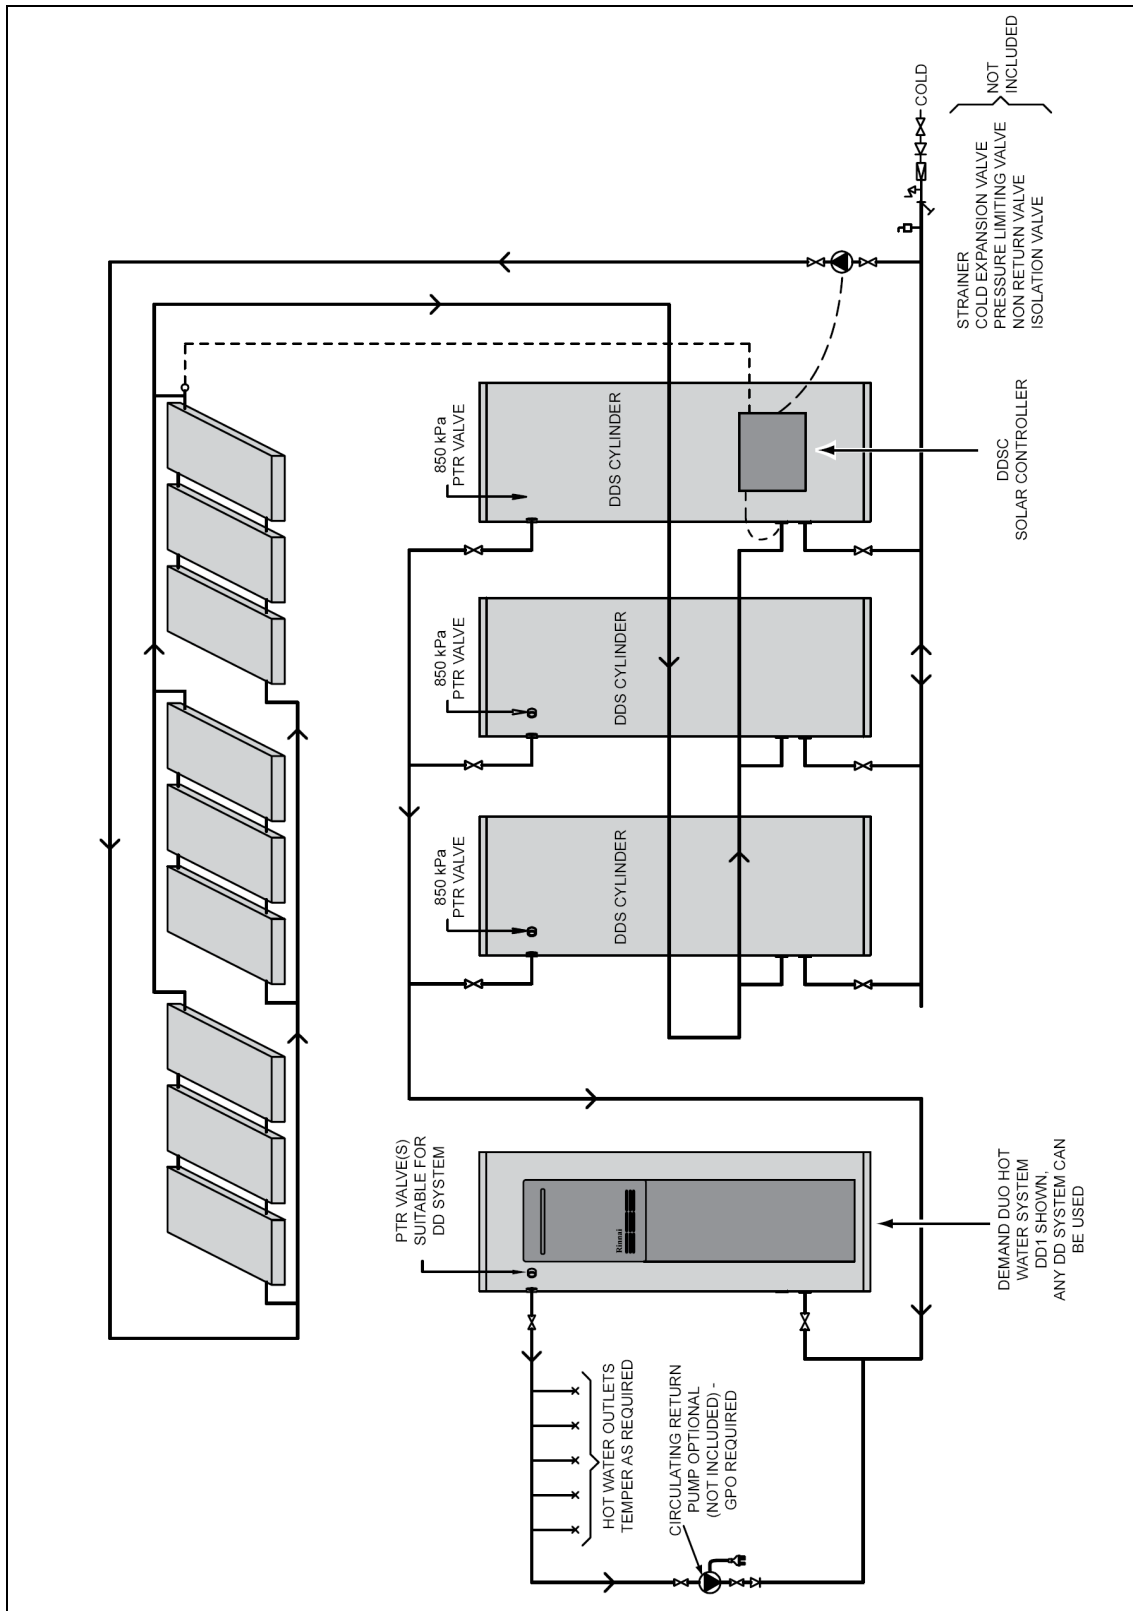 COLD
NOT
INCLUDED
STRAINER
COLD EXPANSION VALVE
PRESSURE LIMITING VALVE
NON RETURN VALVE
ISOLATION VALVE
850 kPa
PTR VALVE
DDS CYLINDER
DDSC
SOLAR CONTROLLER
850 kPa
PTR VALVE
DDS CYLINDER
850 kPa
PTR VALVE
DDS CYLINDER
PTR VALVE(S)
SUITABLE FOR
DD SYSTEM
Rinnai
DEMAND DUO HOT
WATER SYSTEM
DD1 SHOWN,
ANY DD SYSTEM CAN
BE USED
HOT WATER OUTLETS
TEMPER AS REQUIRED
CIRCULATING RETURN
PUMP OPTIONAL
(NOT INCLUDED) -
GPO REQUIRED